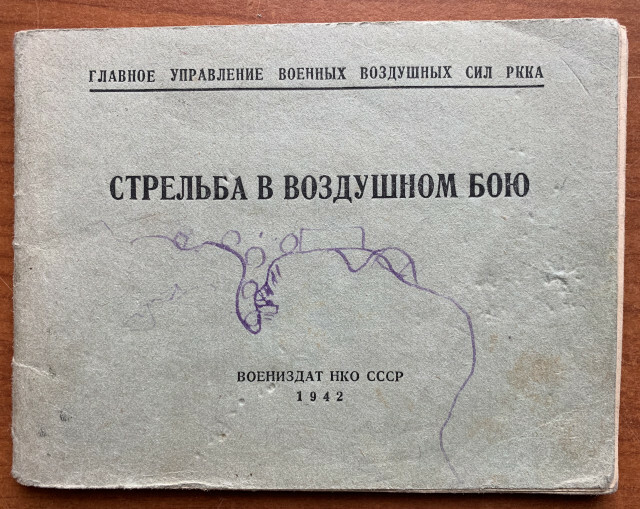 ГЛАВНОЕ УПРАВЛЕНИЕ ВОЕННЫХ ВОЗДУШНЫХ СИЛ РККА
СТРЕЛЬБА В ВОЗДУШНОМ БОЮ
ВОЕНИЗДАТ НКО СССР
1942